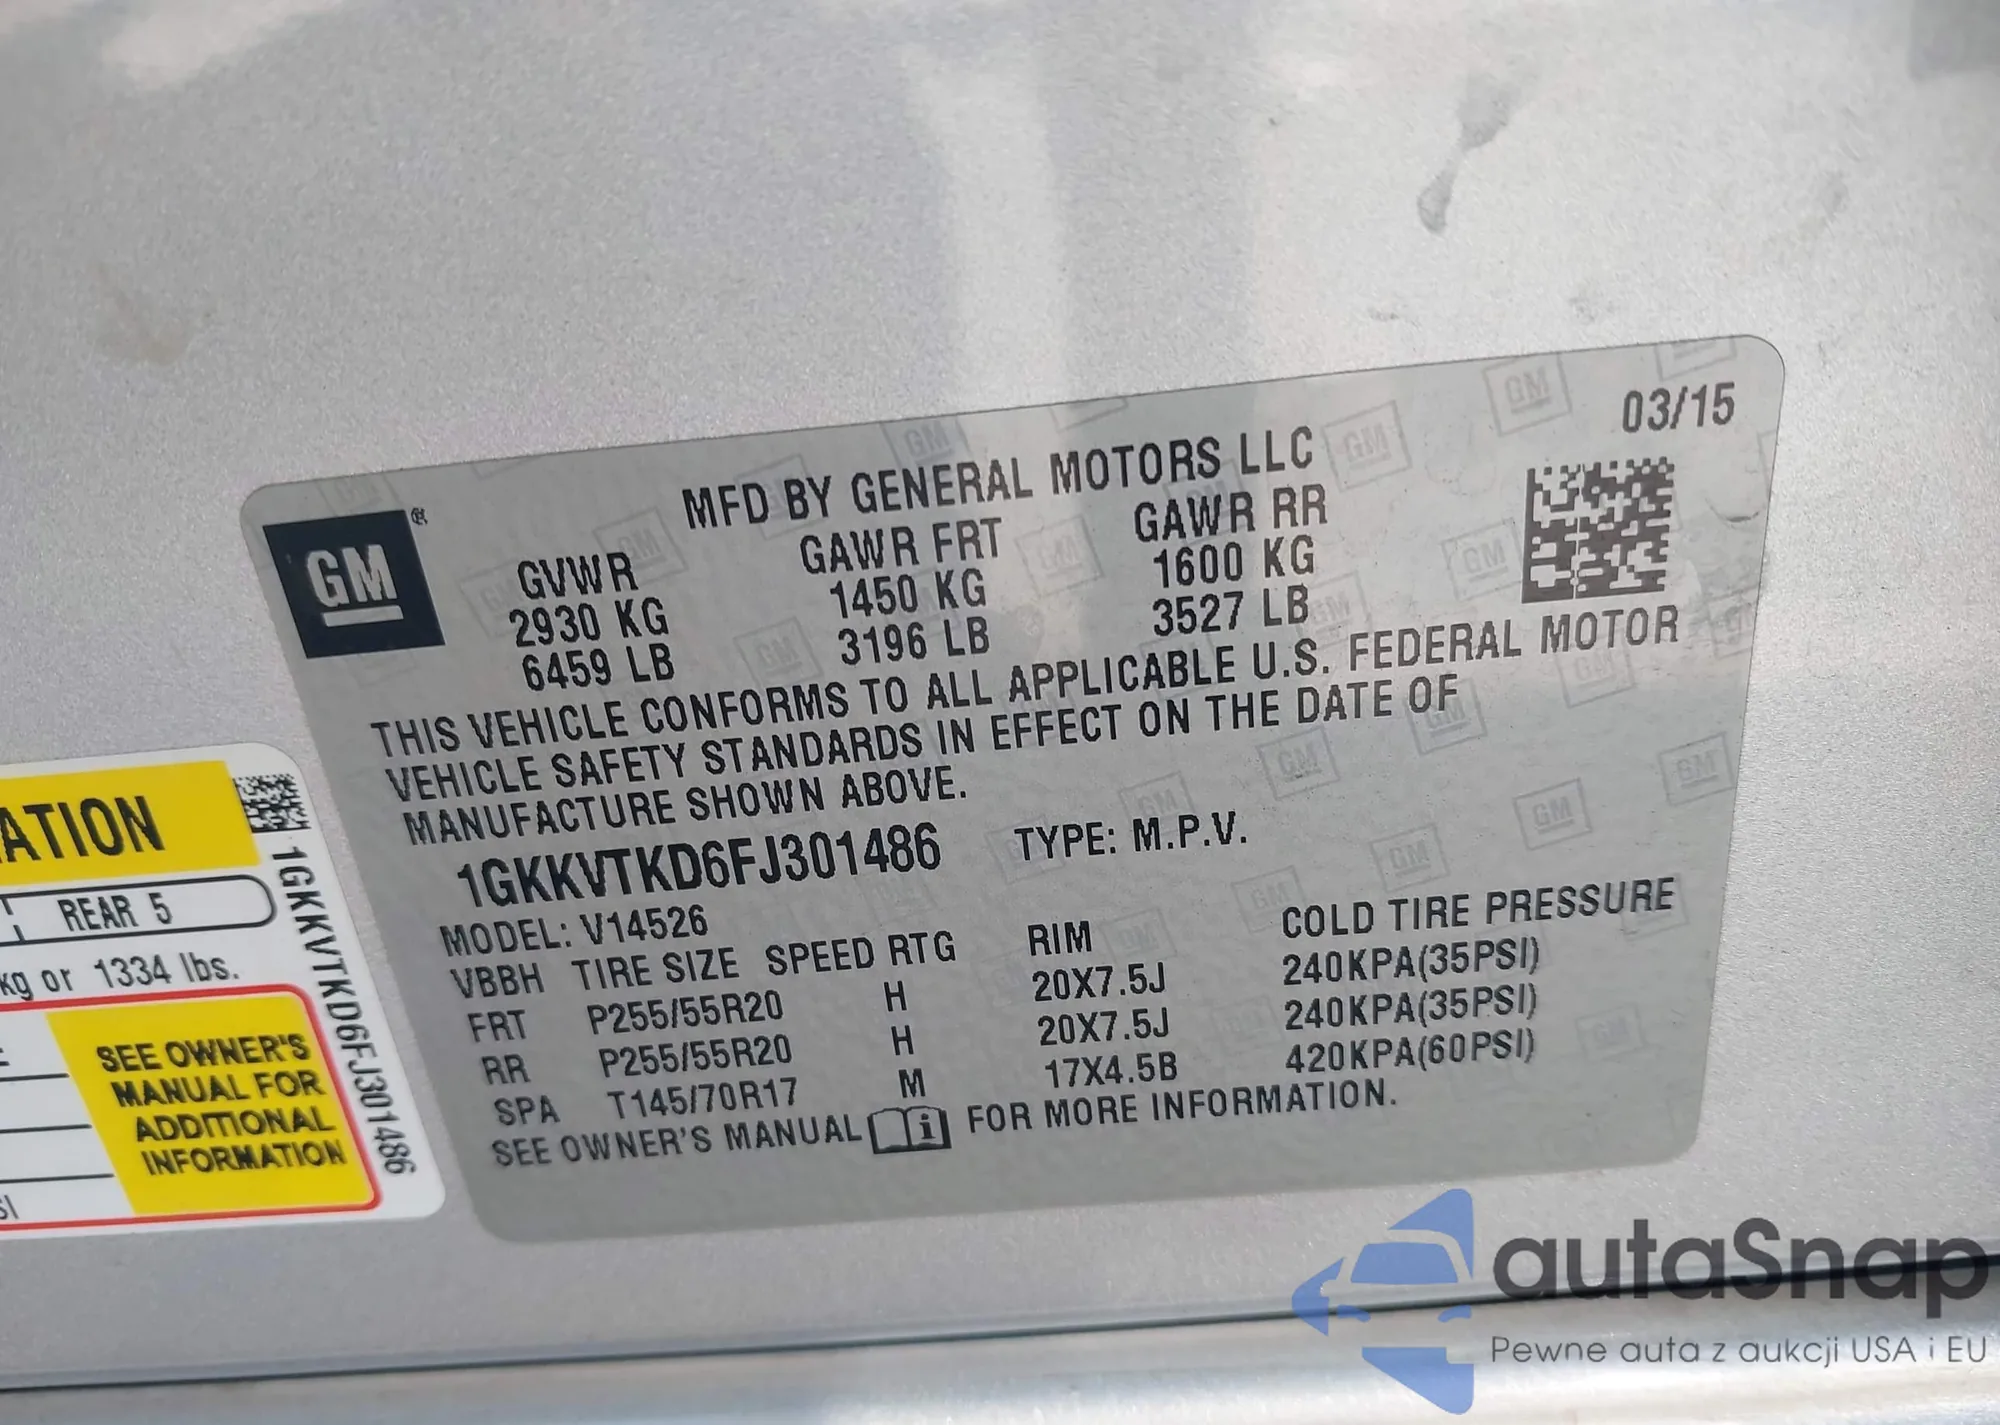 03/15
MFD BY GENERAL MOTORS LLC
GM
GVWR GAWR FRT GAWR RR
2930 KG 1450 KG 1600 KG
6459 LB 3196 LB 3527 LB
THIS VEHICLE CONFORMS TO ALL APPLICABLE U.S. FEDERAL MOTOR
VEHICLE SAFETY STANDARDS IN EFFECT ON THE DATE OF
MANUFACTURE SHOWN ABOVE.
1GKKVTKD6FJ301486 TYPE: M.P.V.
MODEL: V14526
VBBH TIRE SIZE SPEED RTG RIM COLD TIRE PRESSURE
FRT P255/55R20 H 20X7.5J 240KPA(35PSI)
RR P255/55R20 H 20X7.5J 240KPA(35PSI)
SPA T145/70R17 M 17X4.5B 420KPA(60PSI)
SEE OWNER'S MANUAL i FOR MORE INFORMATION.
ATION
REAR 5
kg or 1334 lbs.
SEE OWNER'S
MANUAL FOR
ADDITIONAL
INFORMATION
1GKKVTKD6FJ301486
autaSnap
Pewne auta z aukcji USA i EU